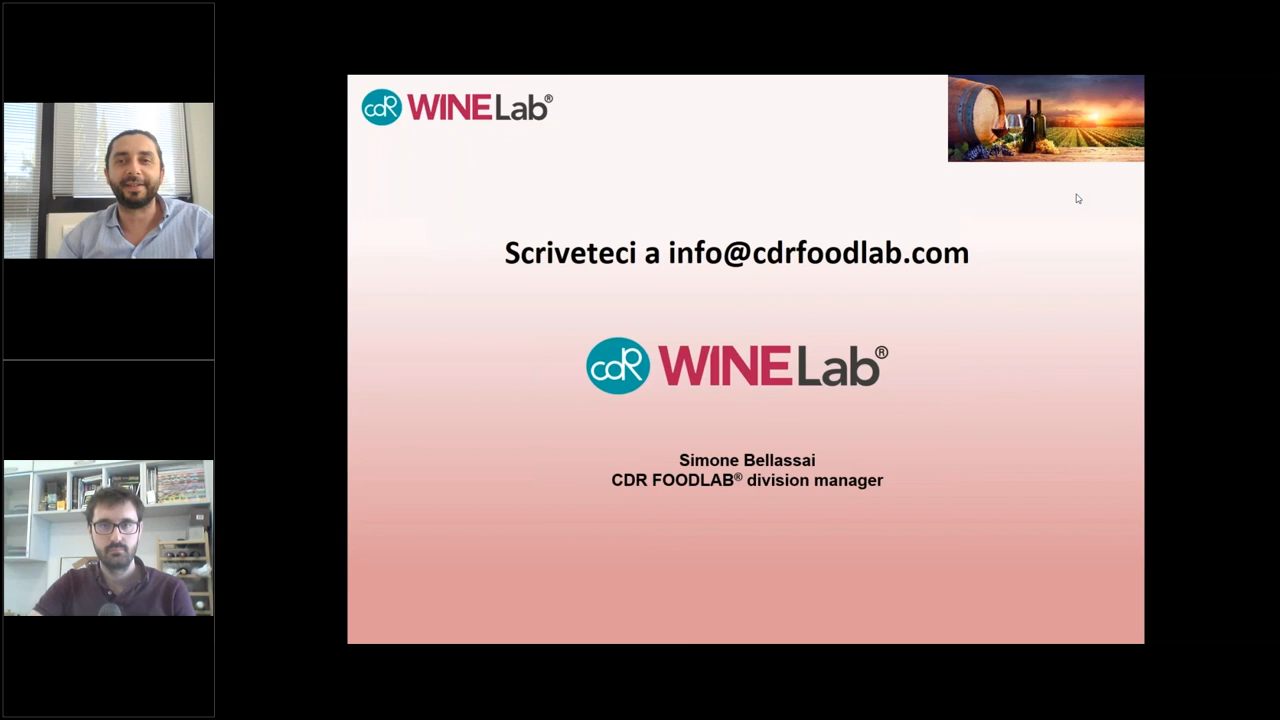 cdR WINELab®
Scriveteci a info@cdrfoodlab.com
cdR WINELab®
Simone Bellassai
CDR FOODLAB® division manager